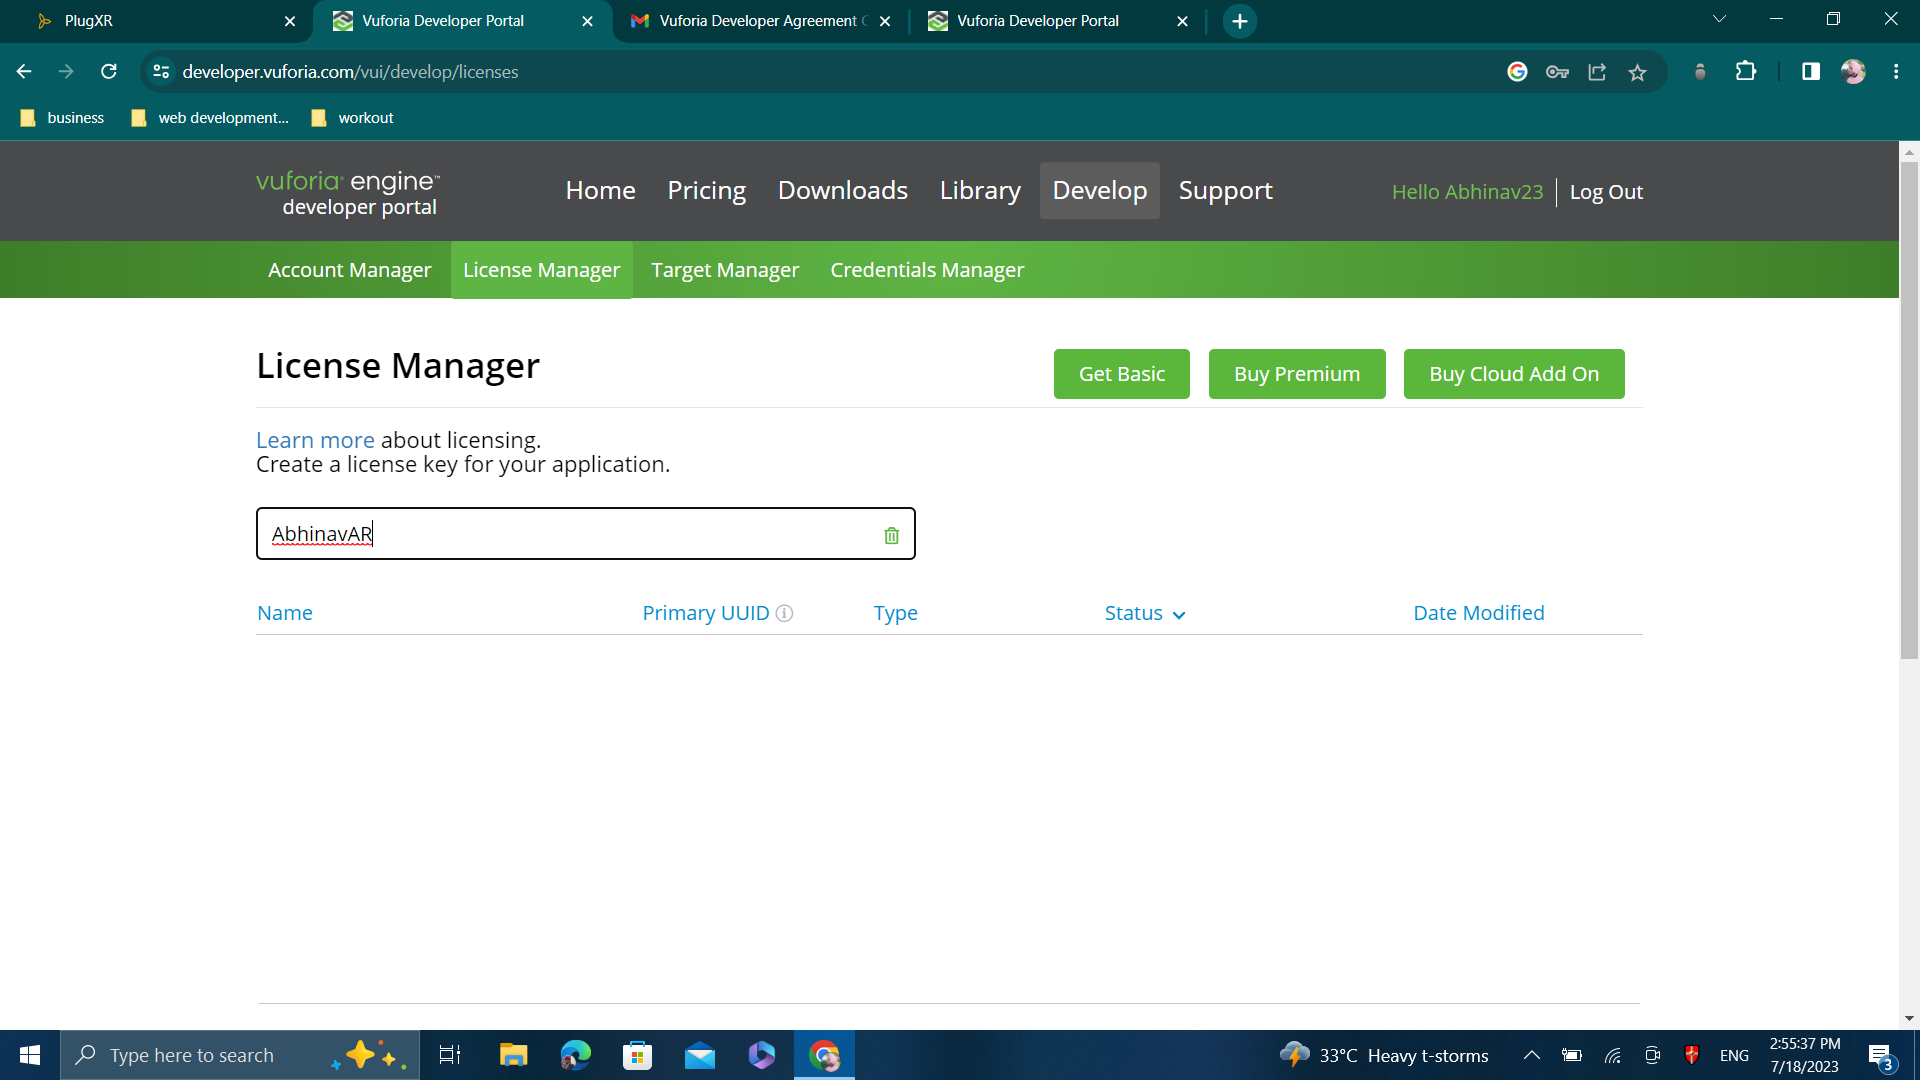 PlugXR
Vuforia Developer Portal
Vuforia Developer Agreement
Vuforia Developer Portal
developer.vuforia.com/vui/develop/licenses
business
web development...
workout
vuforia® engine™
developer portal
Home
Pricing
Downloads
Library
Develop
Support
Hello Abhinav23
Log Out
Account Manager
License Manager
Target Manager
Credentials Manager
License Manager
Get Basic
Buy Premium
Buy Cloud Add On
Learn more about licensing.
Create a license key for your application.
AbhinavAR
Name
Primary UUID
Type
Status
Date Modified
Type here to search
33°C Heavy t-storms
ENG
2:55:37 PM
7/18/2023
3